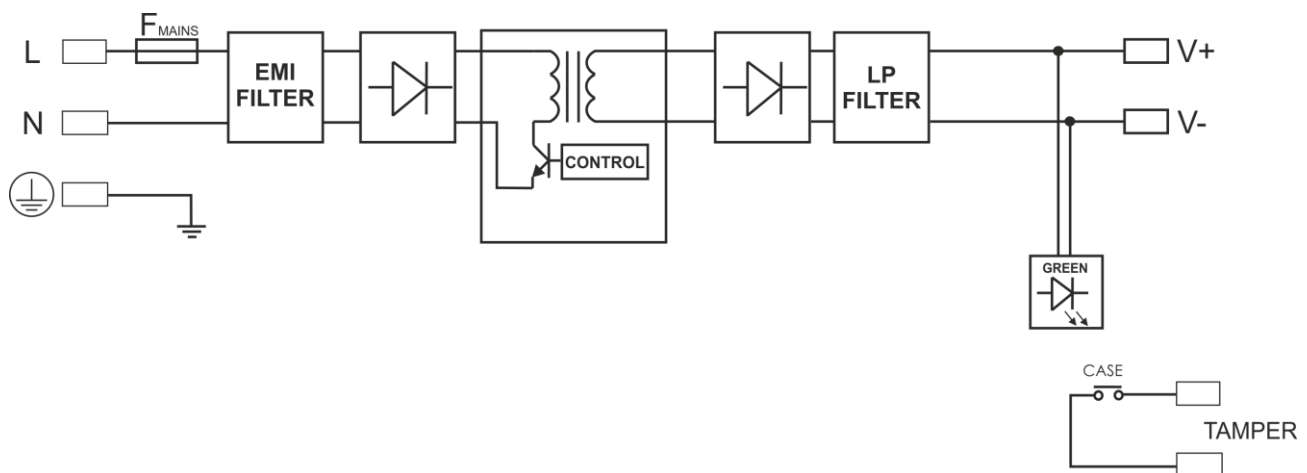 F MAINS
L
EMI
FILTER
LP
FILTER
V+
N
V-
CONTROL
GREEN
CASE
TAMPER